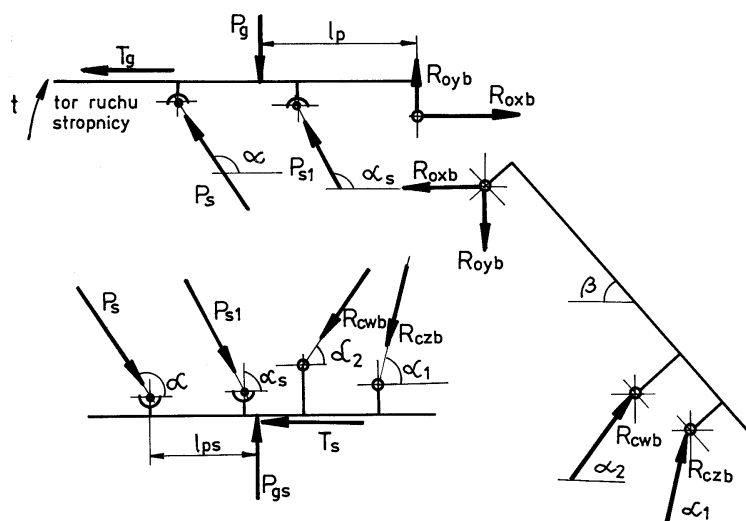 Pg
lp
Tg
Royb
Roxb
t
tor ruchu
stropnicy
α
Ps
Ps1
αs
Roxb
Royb
β
Ps
Ps1
Rcwb
Rczb
α
αs
α2
α1
Ts
lps
Pgs
Rcwb
Rczb
α2
α1